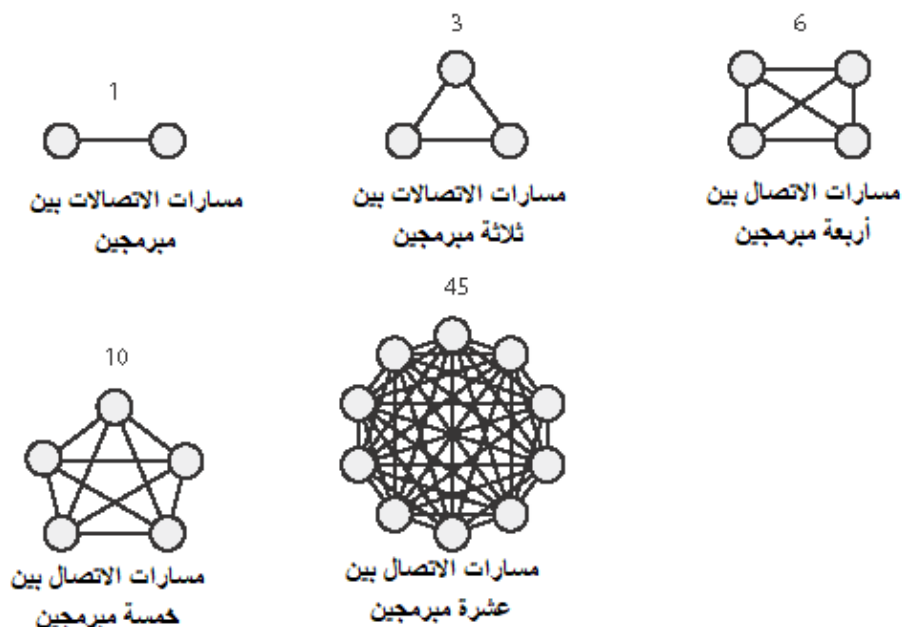 1
مسارات الاتصالات بين
مبرمجين
3
مسارات الاتصالات بين
ثلاثة مبرمجين
6
مسارات الاتصال بين
أربعة مبرمجين
10
مسارات الاتصال بين
خمسة مبرمجين
45
مسارات الاتصال بين
عشرة مبرمجين